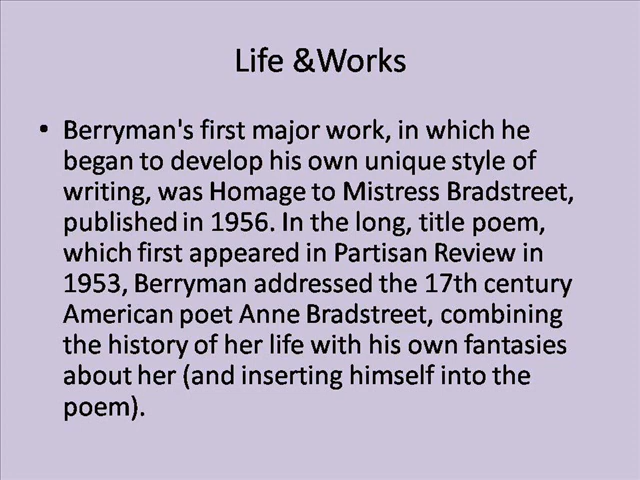 Life &Works
• Berryman's first major work, in which he
began to develop his own unique style of
writing, was Homage to Mistress Bradstreet,
published in 1956. In the long, title poem,
which first appeared in Partisan Review in
1953, Berryman addressed the 17th century
American poet Anne Bradstreet, combining
the history of her life with his own fantasies
about her (and inserting himself into the
poem).